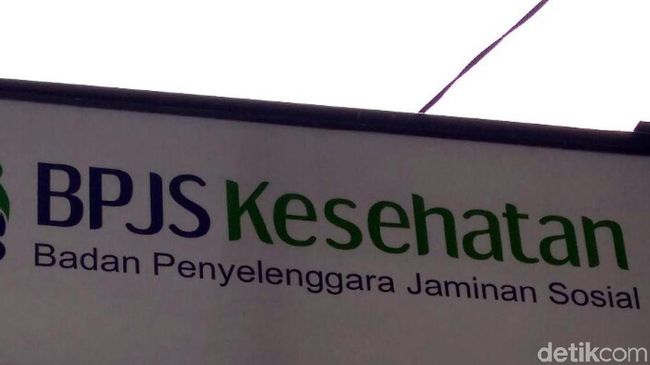 BPJS Kesehatan
Badan Penyelenggara Jaminan Sosial
detikcom